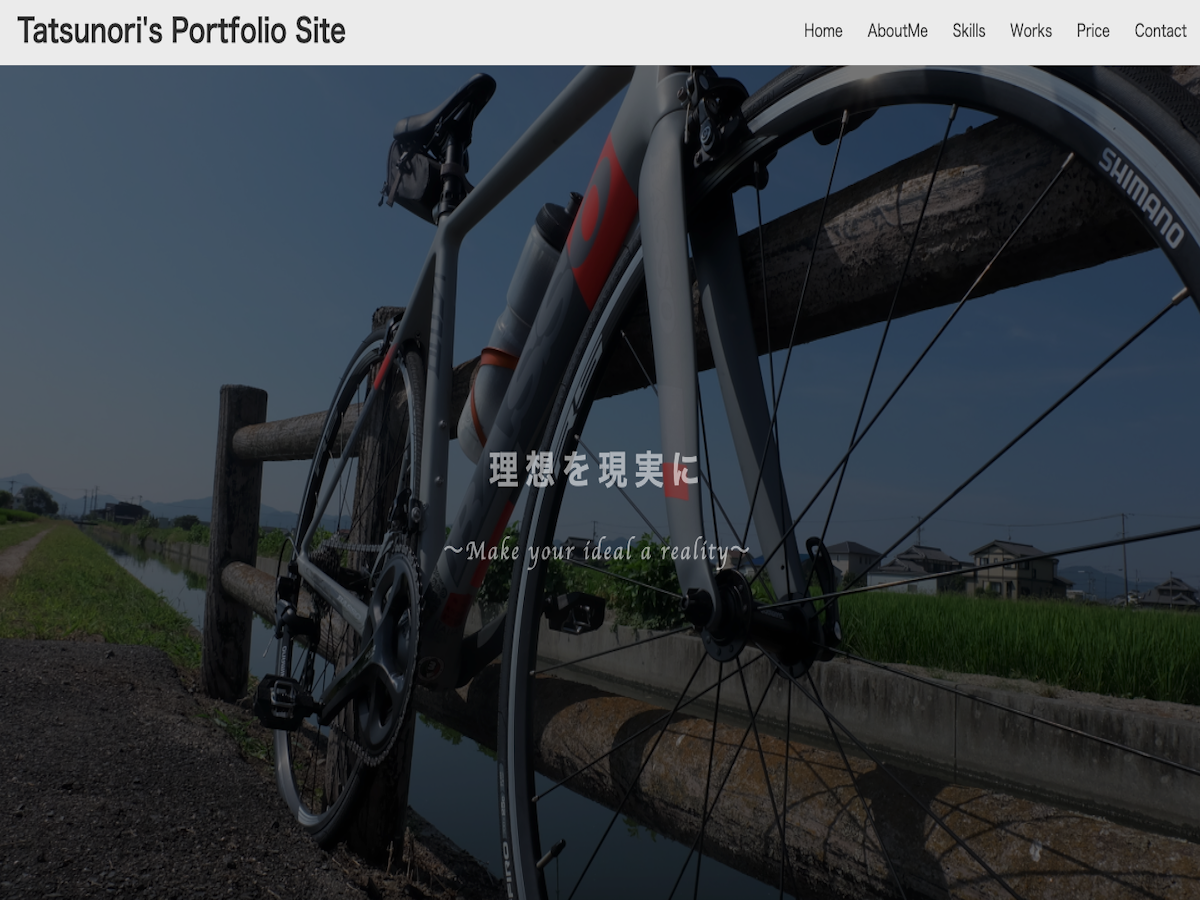 Tatsunori's Portfolio Site
Home AboutMe Skills Works Price Contact
SHIMANO
理想を現実に
～Make your ideal a reality～